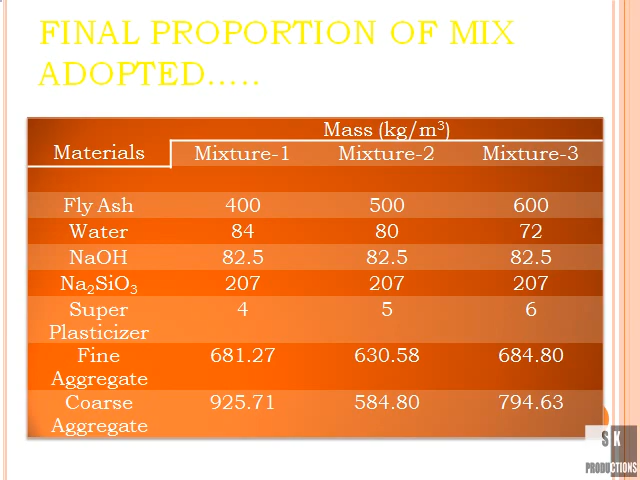 FINAL PROPORTION OF MIX
ADOPTED…..
Mass (kg/m³)
Materials Mixture-1 Mixture-2 Mixture-3
Fly Ash 400 500 600
Water 84 80 72
NaOH 82.5 82.5 82.5
Na₂SiO₃ 207 207 207
Super 4 5 6
Plasticizer
Fine 681.27 630.58 684.80
Aggregate
Coarse 925.71 584.80 794.63
Aggregate
S K
PRODUCTIONS